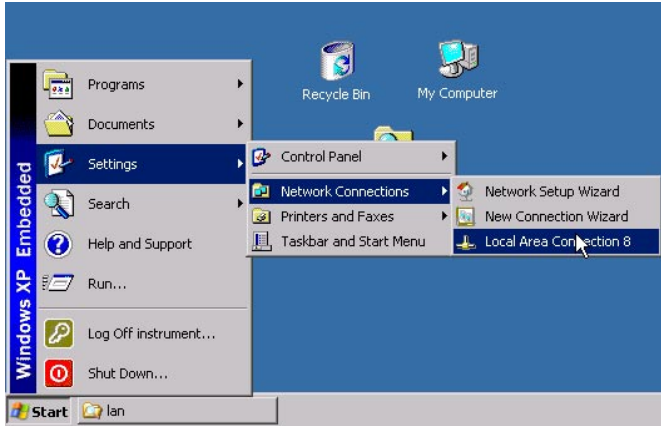 Recycle Bin
My Computer
Programs
Documents
Settings
Search
Help and Support
Run...
Log Off instrument...
Shut Down...
Windows XP Embedded
Control Panel
Network Connections
Printers and Faxes
Taskbar and Start Menu
Network Setup Wizard
New Connection Wizard
Local Area Connection 8
Start
lan